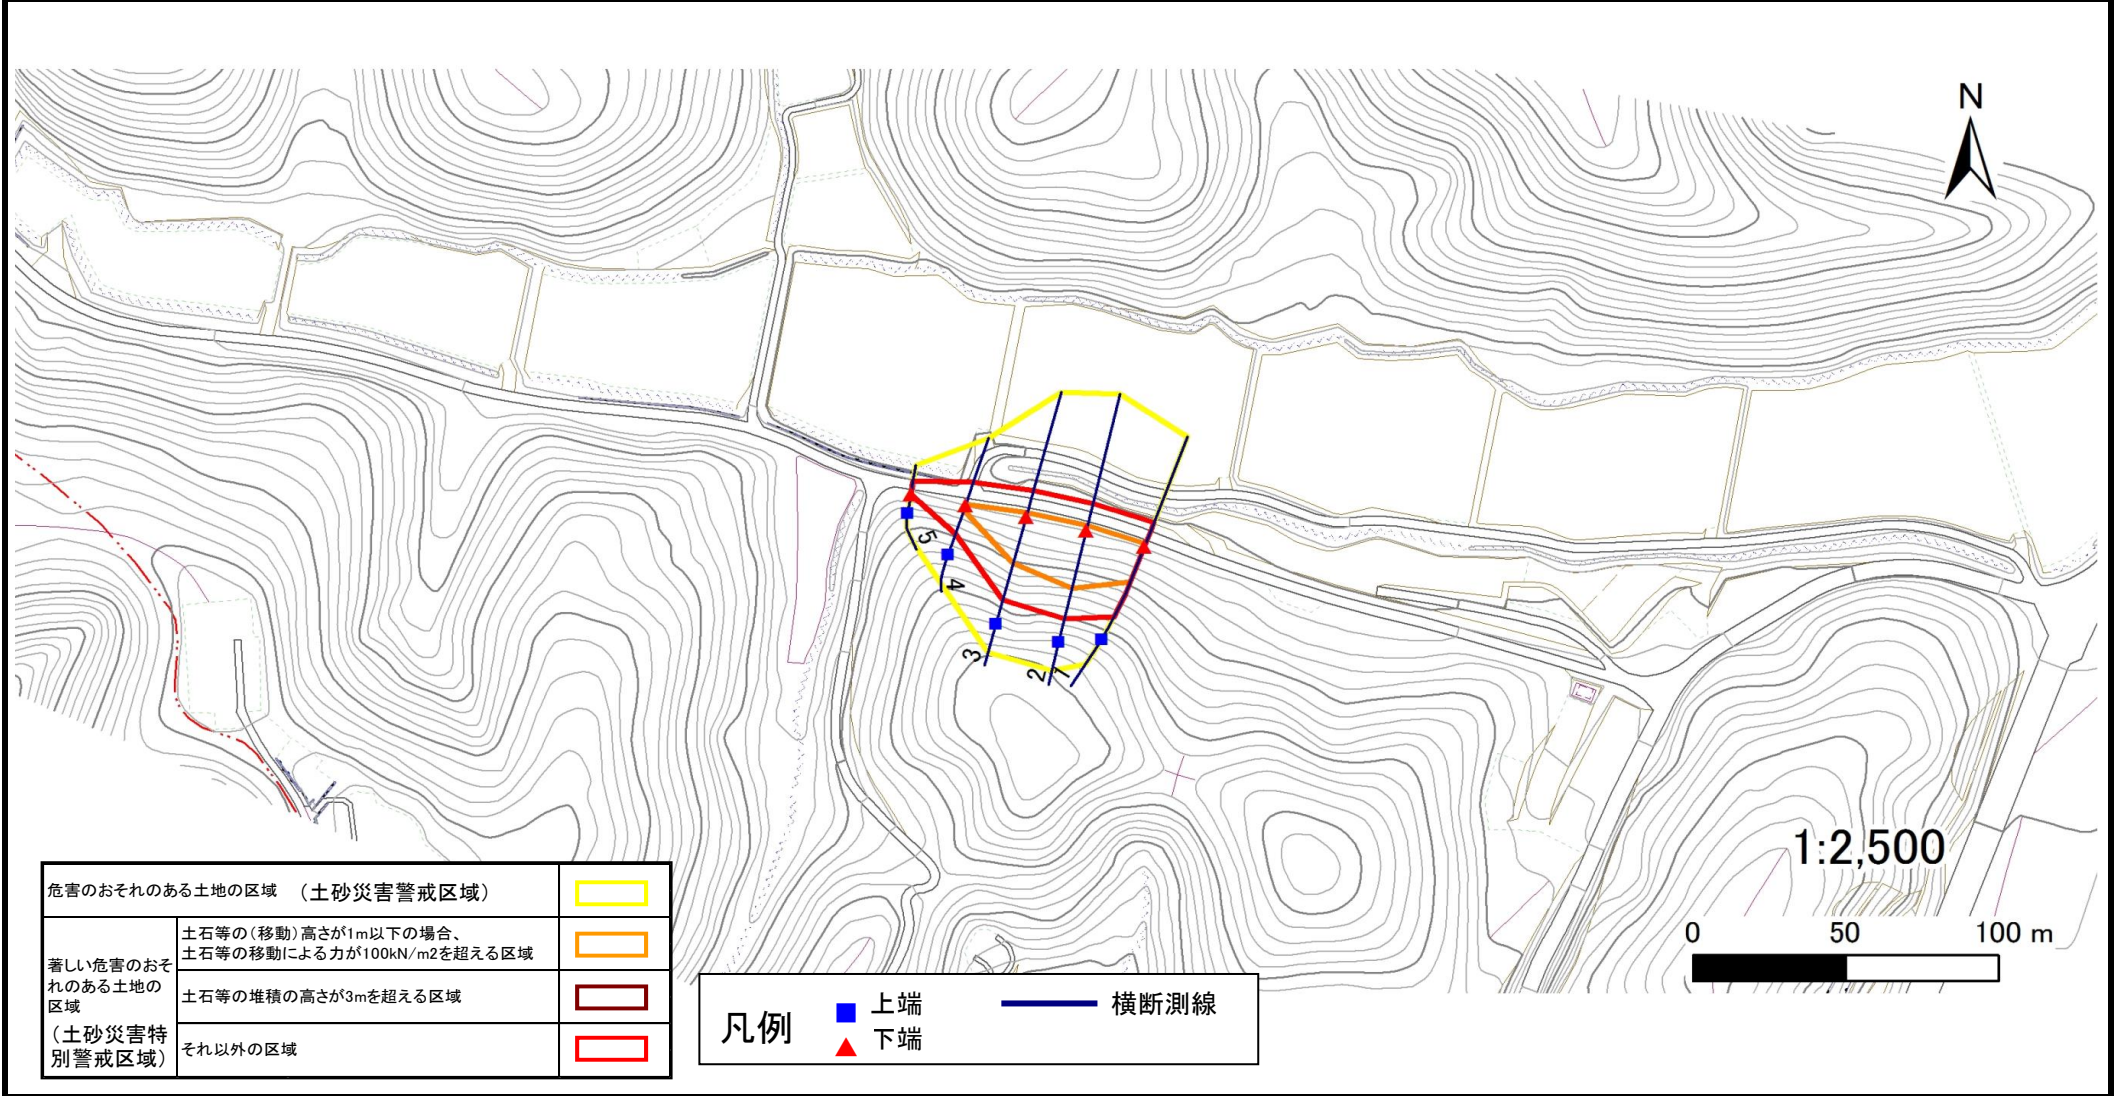 N
5
4
3
2
1
1:2,500
0 50 100 m
危害のおそれのある土地の区域 (土砂災害警戒区域)
著しい危害のおそ
れのある土地の
区域
(土砂災害特
別警戒区域)
土石等の(移動)高さが1m以下の場合、
土石等の移動による力が100kN/m2を超える区域
土石等の堆積の高さが3mを超える区域
それ以外の区域
凡例
上端
下端
横断測線